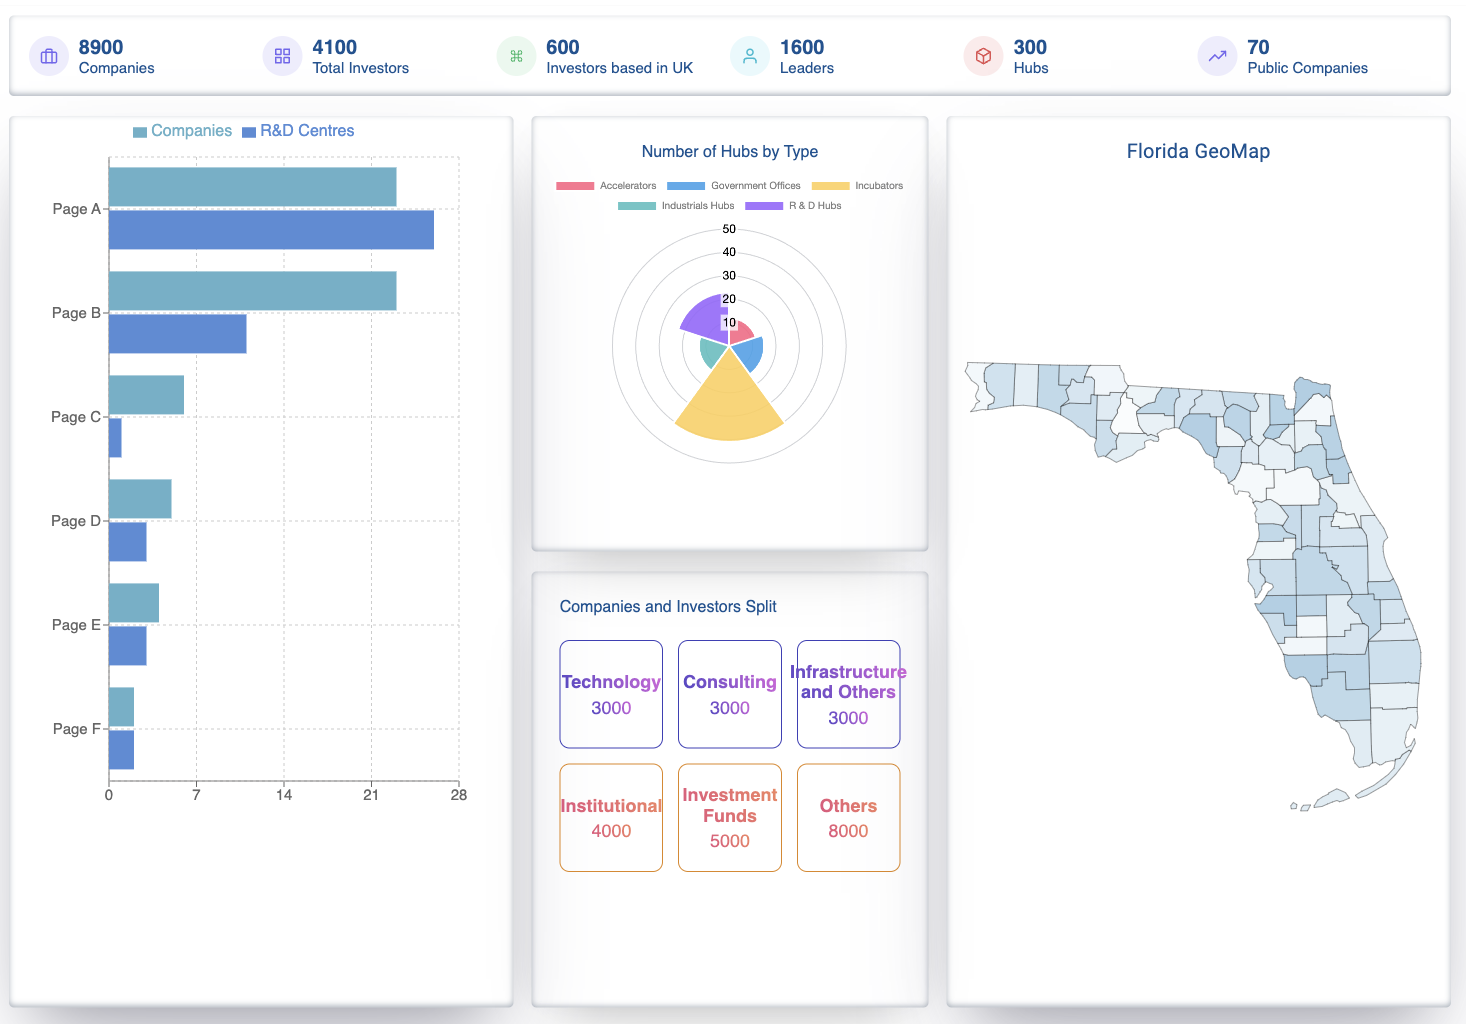 8900
Companies
4100
Total Investors
600
Investors based in UK
1600
Leaders
300
Hubs
70
Public Companies
Companies R&D Centres
Page A
Page B
Page C
Page D
Page E
Page F
0 7 14 21 28
Number of Hubs by Type
Accelerators Government Offices Incubators
Industrials Hubs R & D Hubs
50
40
30
20
10
Companies and Investors Split
Technology
3000
Consulting
3000
Infrastructure
and Others
3000
Institutional
4000
Investment
Funds
5000
Others
8000
Florida GeoMap